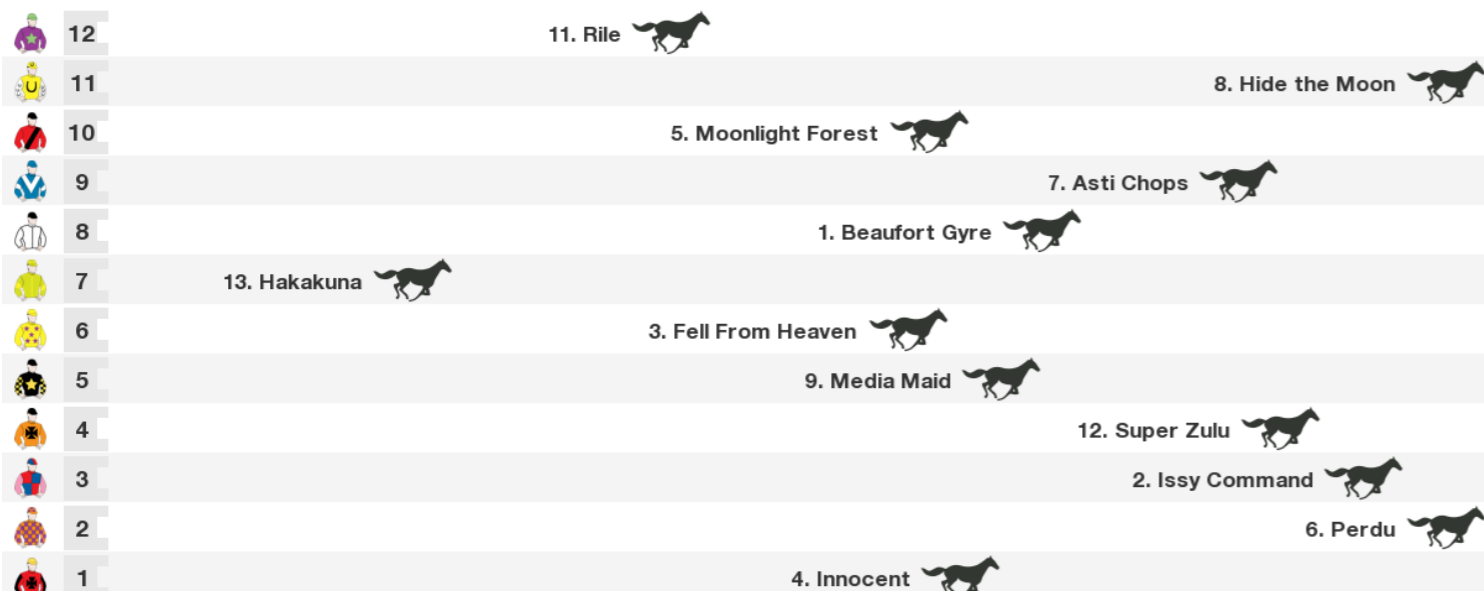 12 11. Rile
11 8. Hide the Moon
10 5. Moonlight Forest
9 7. Asti Chops
8 1. Beaufort Gyre
7 13. Hakakuna
6 3. Fell From Heaven
5 9. Media Maid
4 12. Super Zulu
3 2. Issy Command
2 6. Perdu
1 4. Innocent